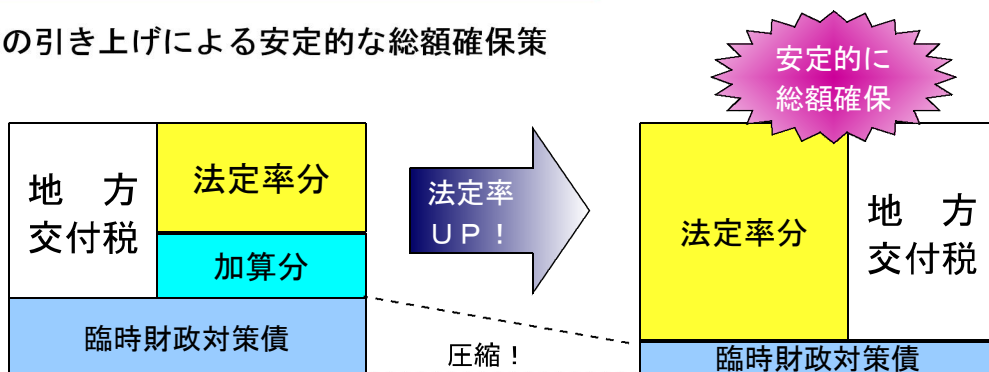 の引き上げによる安定的な総額確保策
安定的に
総額確保
地　方
交付税
法定率分
加算分
臨時財政対策債
法定率
ＵＰ！
圧縮！
法定率分
地　方
交付税
臨時財政対策債